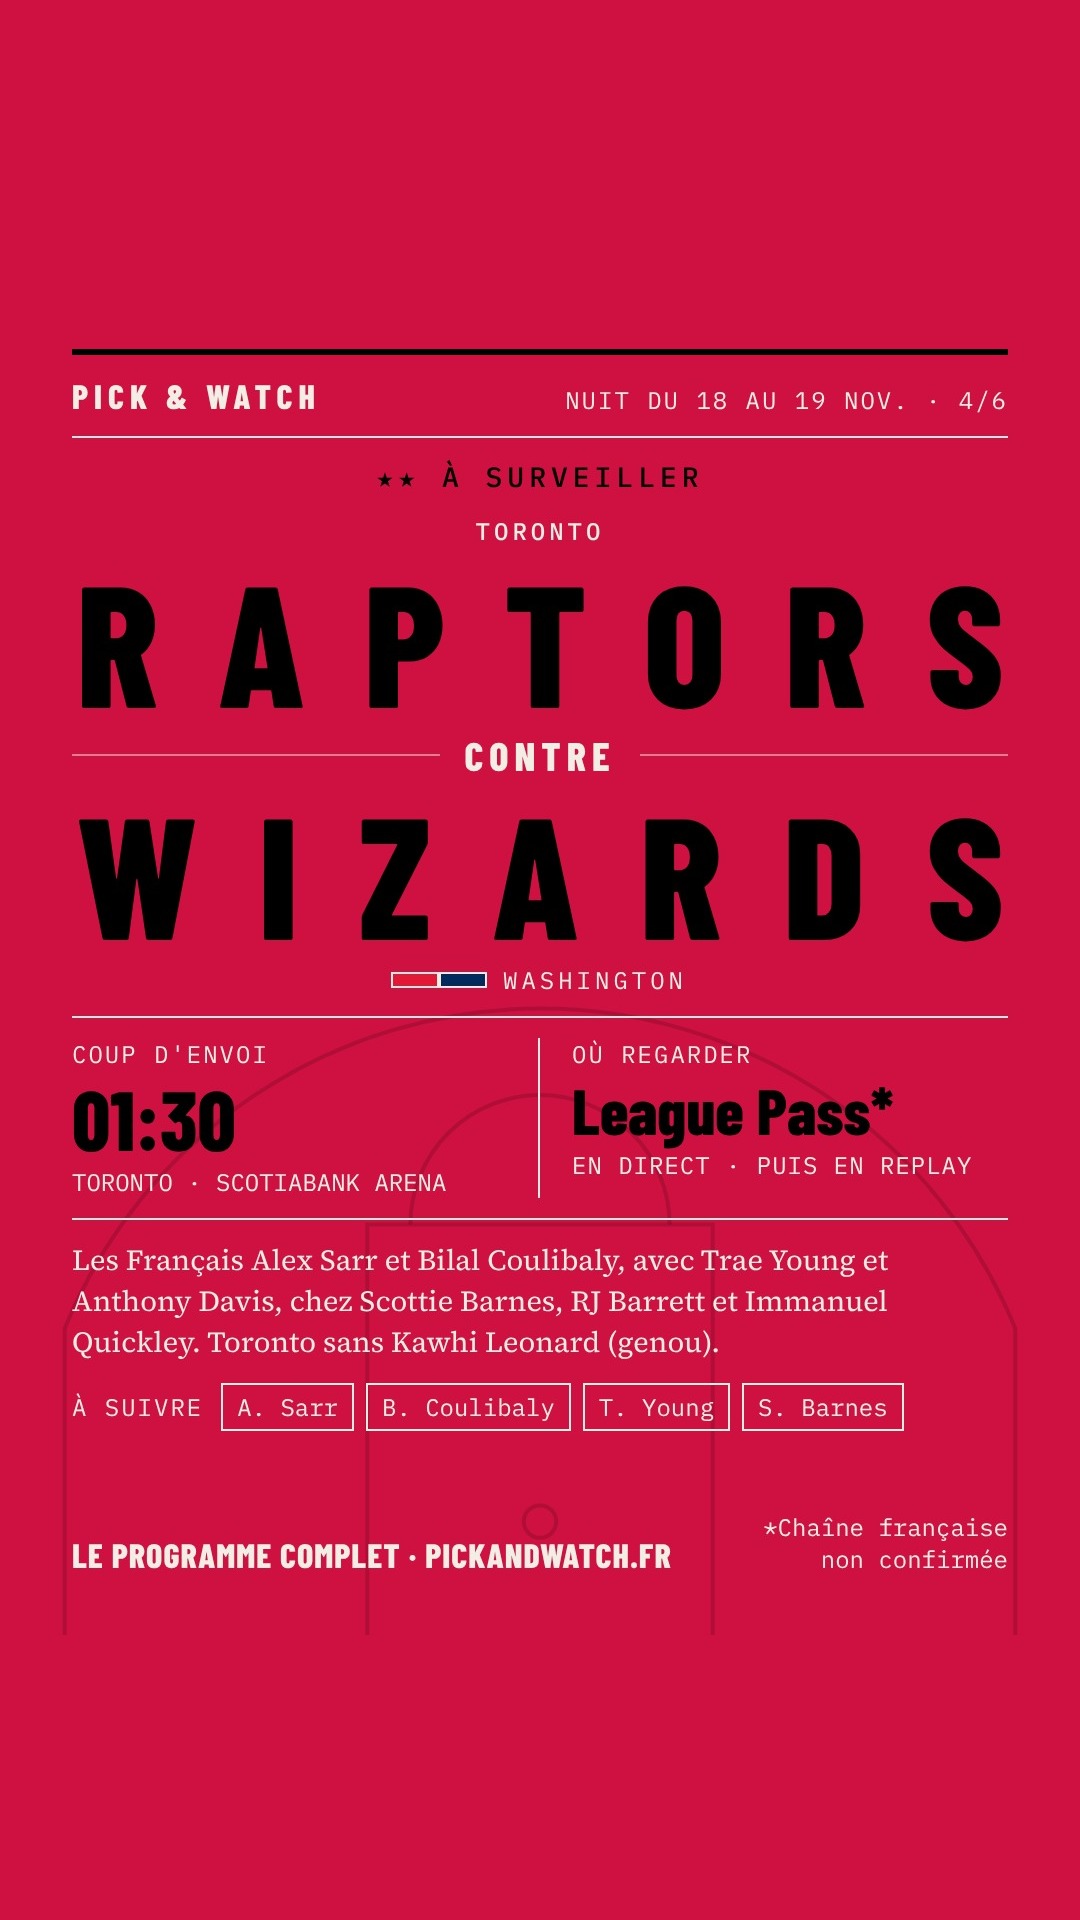 PICK & WATCH
NUIT DU 18 AU 19 NOV. · 4/6
★★ À SURVEILLER
TORONTO
RAPTORS
CONTRE
WIZARDS
WASHINGTON
COUP D'ENVOI
01:30
TORONTO · SCOTIABANK ARENA
OÙ REGARDER
League Pass*
EN DIRECT · PUIS EN REPLAY
Les Français Alex Sarr et Bilal Coulibaly, avec Trae Young et
Anthony Davis, chez Scottie Barnes, RJ Barrett et Immanuel
Quickley. Toronto sans Kawhi Leonard (genou).
À SUIVRE A. Sarr B. Coulibaly T. Young S. Barnes
LE PROGRAMME COMPLET · PICKANDWATCH.FR
*Chaîne française
non confirmée